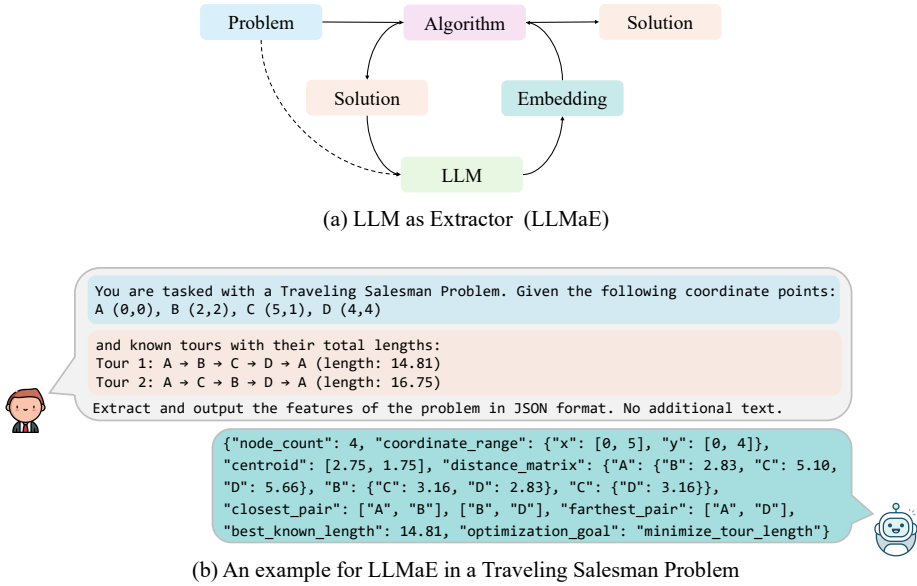 Problem
Algorithm
Solution
Solution
Embedding
LLM
(a) LLM as Extractor (LLMaE)
You are tasked with a Traveling Salesman Problem. Given the following coordinate points:
A (0,0), B (2,2), C (5,1), D (4,4)
and known tours with their total lengths:
Tour 1: A → B → C → D → A (length: 14.81)
Tour 2: A → C → B → D → A (length: 16.75)
Extract and output the features of the problem in JSON format. No additional text.
{"node_count": 4, "coordinate_range": {"x": [0, 5], "y": [0, 4]},
"centroid": [2.75, 1.75], "distance_matrix": {"A": {"B": 2.83, "C": 5.10,
"D": 5.66}, "B": {"C": 3.16, "D": 2.83}, "C": {"D": 3.16}},
"closest_pair": ["A", "B"], ["B", "D"], "farthest_pair": ["A", "D"],
"best_known_length": 14.81, "optimization_goal": "minimize_tour_length"}
(b) An example for LLMaE in a Traveling Salesman Problem